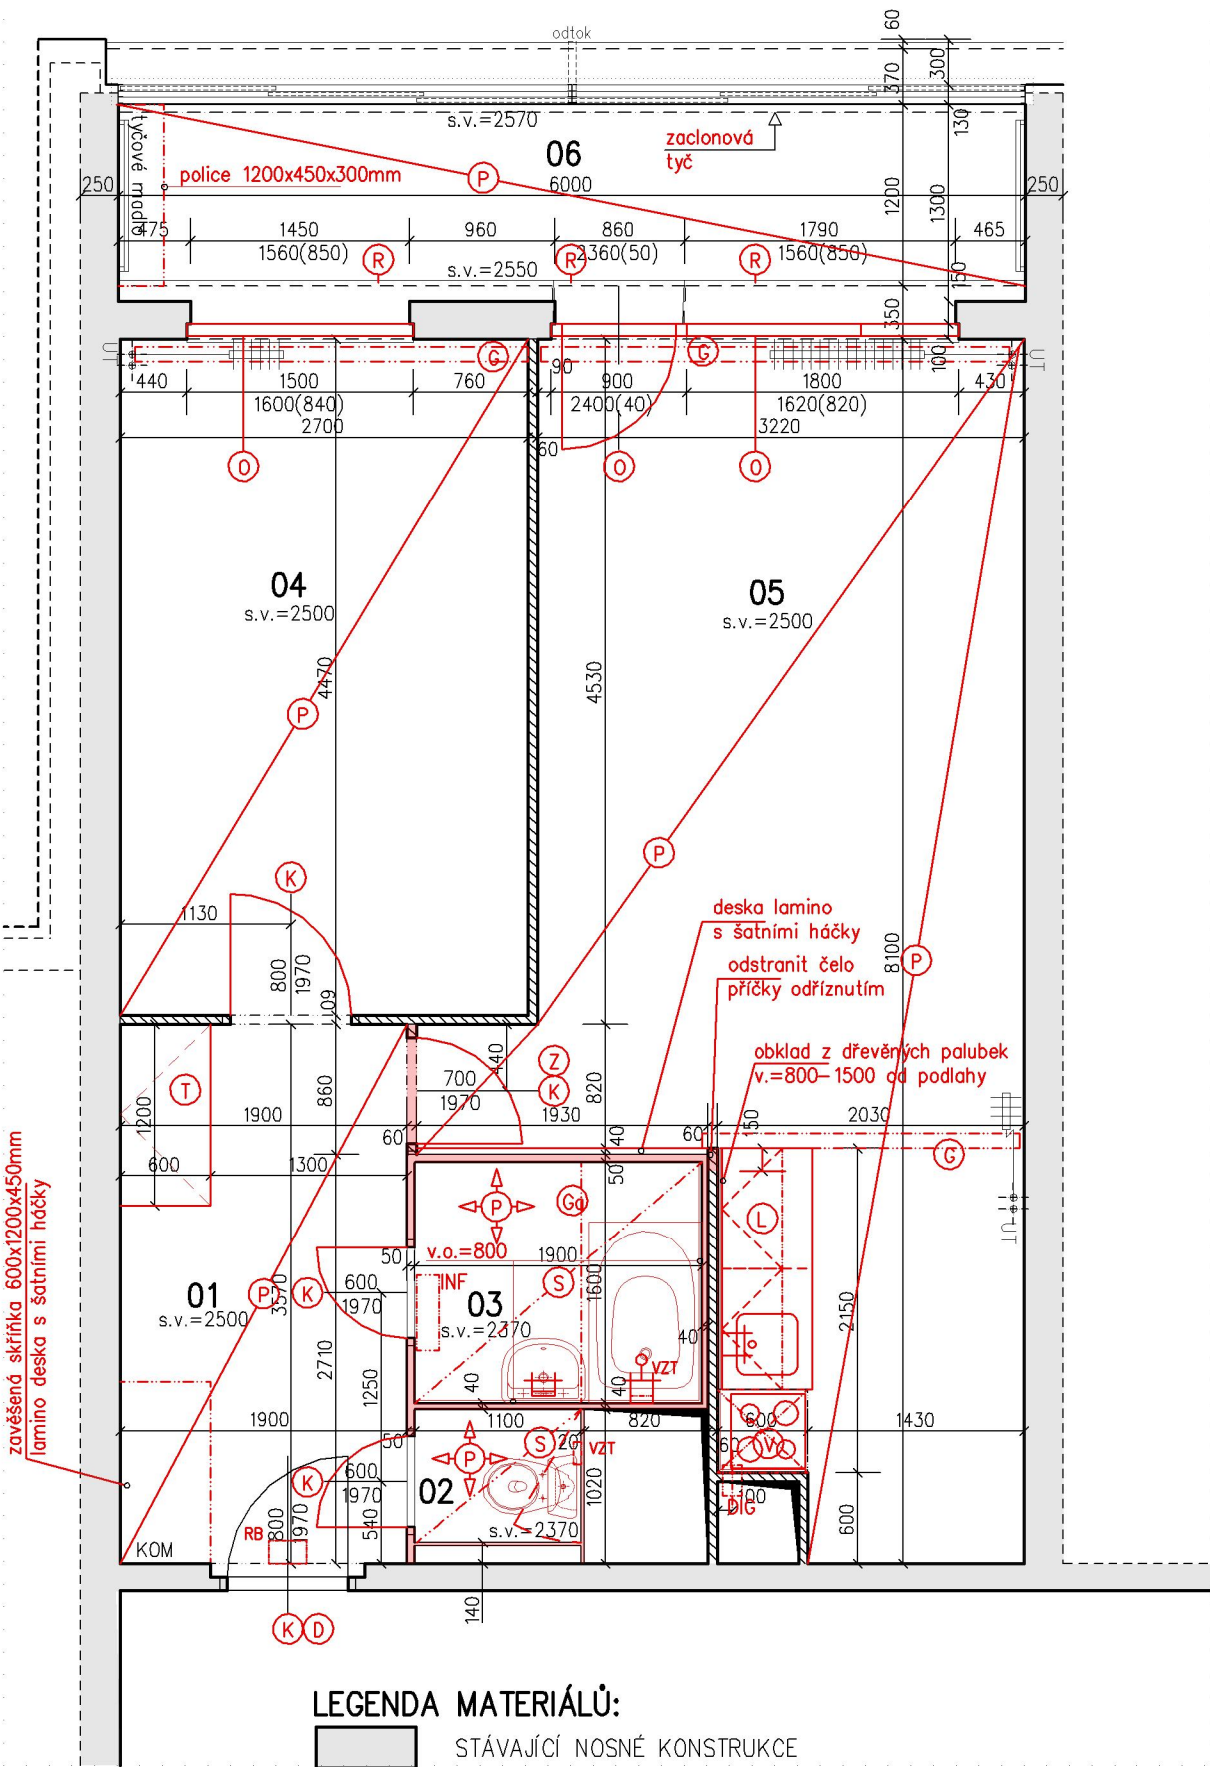 odtok
60
370
300
s.v.=2570
zaclonová
tyč
130
tyčové madlo
06
police 1200x450x300mm
P
250
6000
250
1200
1300
475
1450
960
860
1790
465
1560(850)
R
R
2360(50)
R
1560(850)
s.v.=2550
150
350
UT
G
G
100
UT
440
1500
760
90
900
1800
430
1600(840)
2400(40)
1620(820)
2700
60
3220
O
O
O
04
s.v.=2500
05
s.v.=2500
4470
4530
P
P
K
1130
deska lamino
s šatními háčky
800
1970
60
8100
P
odstranit čelo
příčky odříznutím
obklad z dřevěných palubek
v.=800-1500 od podlahy
440
Z
K
700
1970
T
1200
1900
860
1930
820
2030
60
40
60
150
G
600
1300
50
zavěšená skříňka 600x1200x450mm
lamino deska s šatními háčky
P
Ga
L
UT
v.o.=800
1900
50
INF
600
1970
K
S
1600
01
s.v.=2500
P
3570
03
s.v.=2370
2150
2710
40
1250
VZT
40
40
1900
1100
820
600
1430
50
S
20
VZT
60
V
P
K
600
1970
02
1020
s.v.=2370
DIG
100
RB
800
1970
540
600
KOM
140
K
D
LEGENDA MATERIÁLŮ:
STÁVAJÍCÍ NOSNÉ KONSTRUKCE